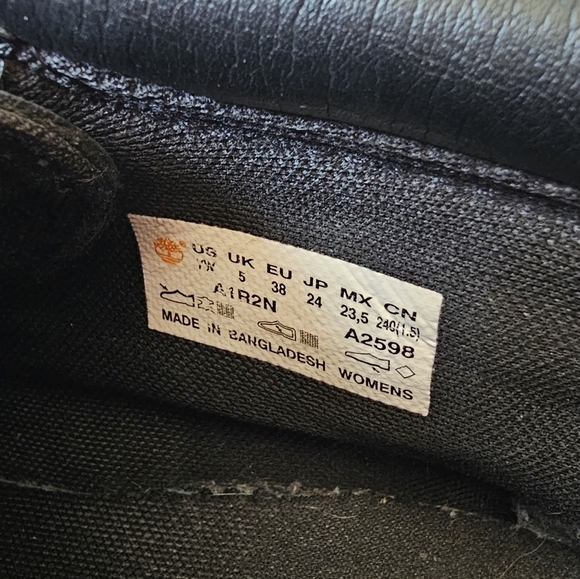 US UK EU JP MX CN
5 38 24 23,5 240(1.5)
A1R2N A2598
MADE IN BANGLADESH WOMENS